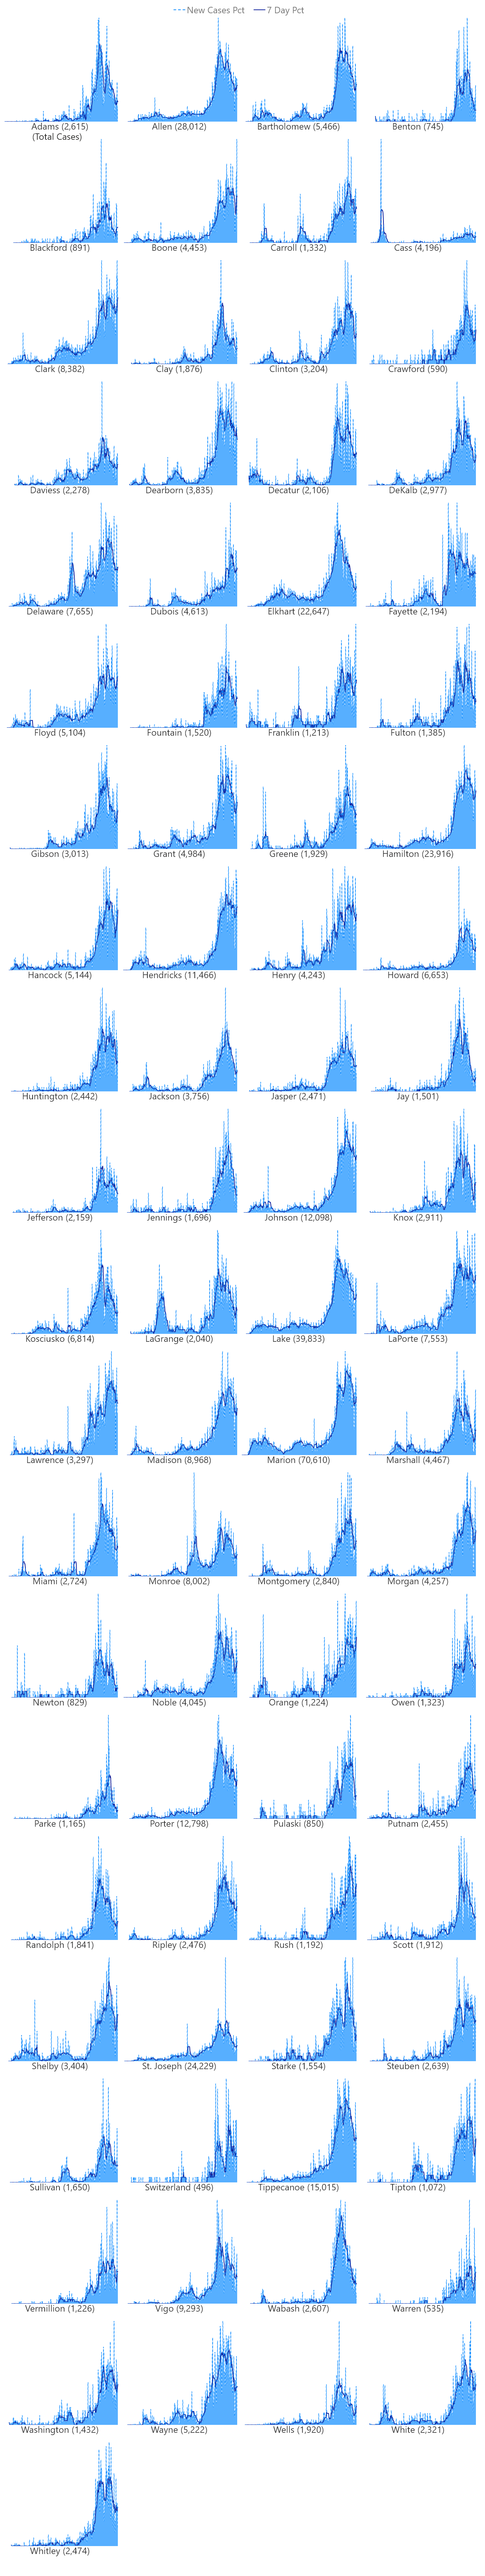 New Cases Pct 7 Day Pct
Adams (2,615) Allen (28,012) Bartholomew (5,466) Benton (745)
(Total Cases)
Blackford (891) Boone (4,453) Carroll (1,332) Cass (4,196)
Clark (8,382) Clay (1,876) Clinton (3,204) Crawford (590)
Daviess (2,278) Dearborn (3,835) Decatur (2,106) DeKalb (2,977)
Delaware (7,655) Dubois (4,613) Elkhart (22,647) Fayette (2,194)
Floyd (5,104) Fountain (1,520) Franklin (1,213) Fulton (1,385)
Gibson (3,013) Grant (4,984) Greene (1,929) Hamilton (23,916)
Hancock (5,144) Hendricks (11,466) Henry (4,243) Howard (6,653)
Huntington (2,442) Jackson (3,756) Jasper (2,471) Jay (1,501)
Jefferson (2,159) Jennings (1,696) Johnson (12,098) Knox (2,911)
Kosciusko (6,814) LaGrange (2,040) Lake (39,833) LaPorte (7,553)
Lawrence (3,297) Madison (8,968) Marion (70,610) Marshall (4,467)
Miami (2,724) Monroe (8,002) Montgomery (2,840) Morgan (4,257)
Newton (829) Noble (4,045) Orange (1,224) Owen (1,323)
Parke (1,165) Porter (12,798) Pulaski (850) Putnam (2,455)
Randolph (1,841) Ripley (2,476) Rush (1,192) Scott (1,912)
Shelby (3,404) St. Joseph (24,229) Starke (1,554) Steuben (2,639)
Sullivan (1,650) Switzerland (496) Tippecanoe (15,015) Tipton (1,072)
Vermillion (1,226) Vigo (9,293) Wabash (2,607) Warren (535)
Washington (1,432) Wayne (5,222) Wells (1,920) White (2,321)
Whitley (2,474)